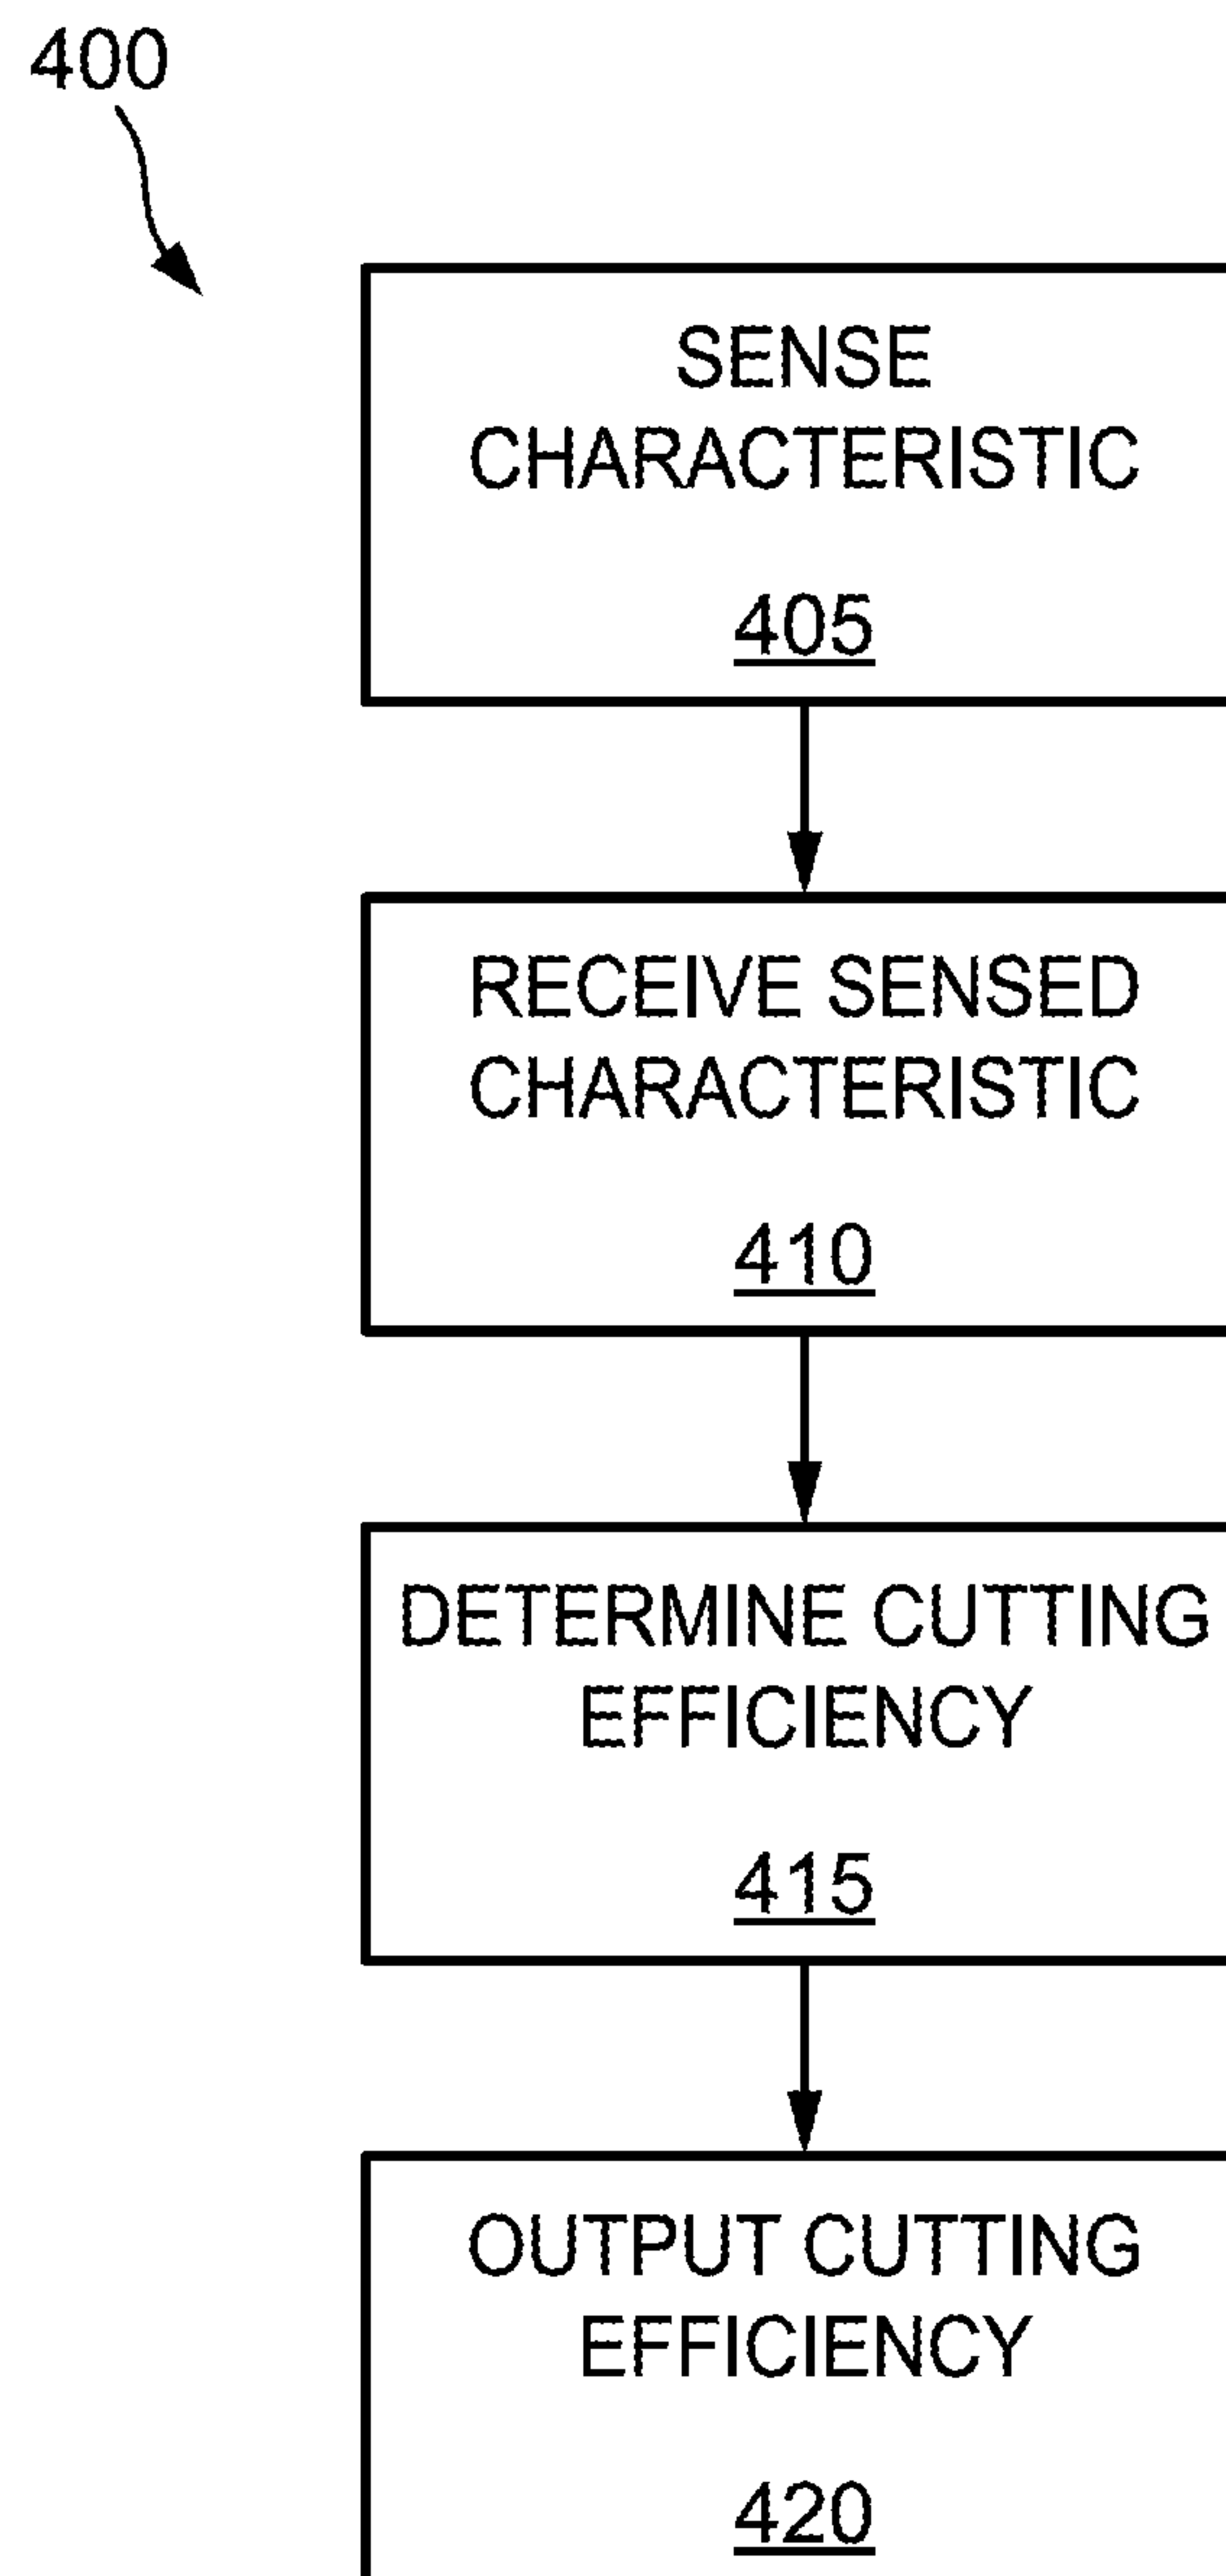 400
SENSE
CHARACTERISTIC
405
RECEIVE SENSED
CHARACTERISTIC
410
DETERMINE CUTTING
EFFICIENCY
415
OUTPUT CUTTING
EFFICIENCY
420